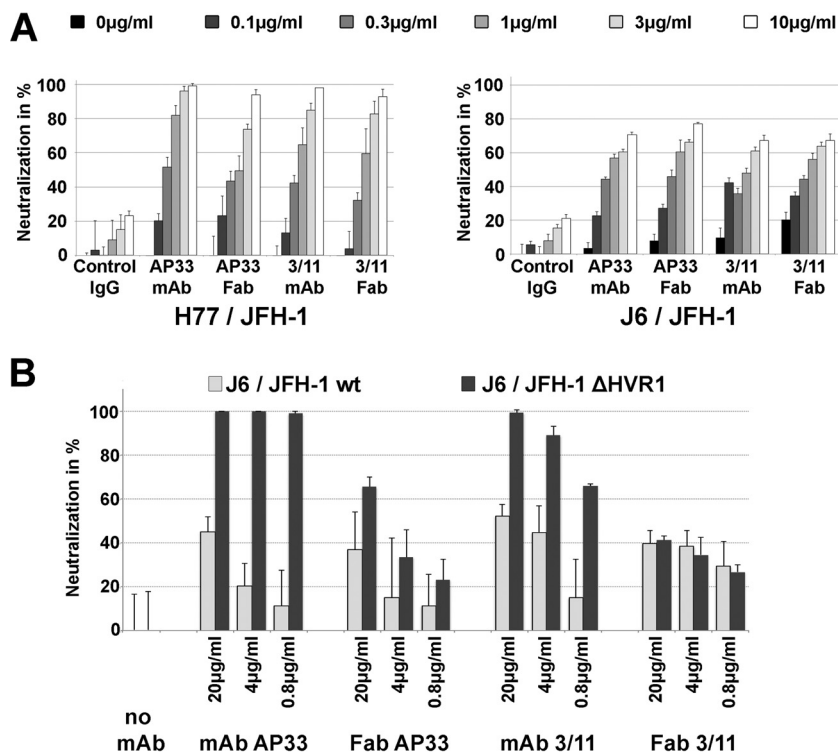 A
0µg/ml 0.1µg/ml 0.3µg/ml 1µg/ml 3µg/ml 10µg/ml
Neutralization in %
100
80
60
40
20
0
Control IgG
AP33 mAb
AP33 Fab
3/11 mAb
3/11 Fab
H77 / JFH-1
Neutralization in %
100
80
60
40
20
0
Control IgG
AP33 mAb
AP33 Fab
3/11 mAb
3/11 Fab
J6 / JFH-1
B
J6 / JFH-1 wt J6 / JFH-1 ΔHVR1
Neutralization in %
100
80
60
40
20
0
20µg/ml 4µg/ml 0.8µg/ml 20µg/ml 4µg/ml 0.8µg/ml 20µg/ml 4µg/ml 0.8µg/ml 20µg/ml 4µg/ml 0.8µg/ml
no
mAb mAb AP33 Fab AP33 mAb 3/11 Fab 3/11